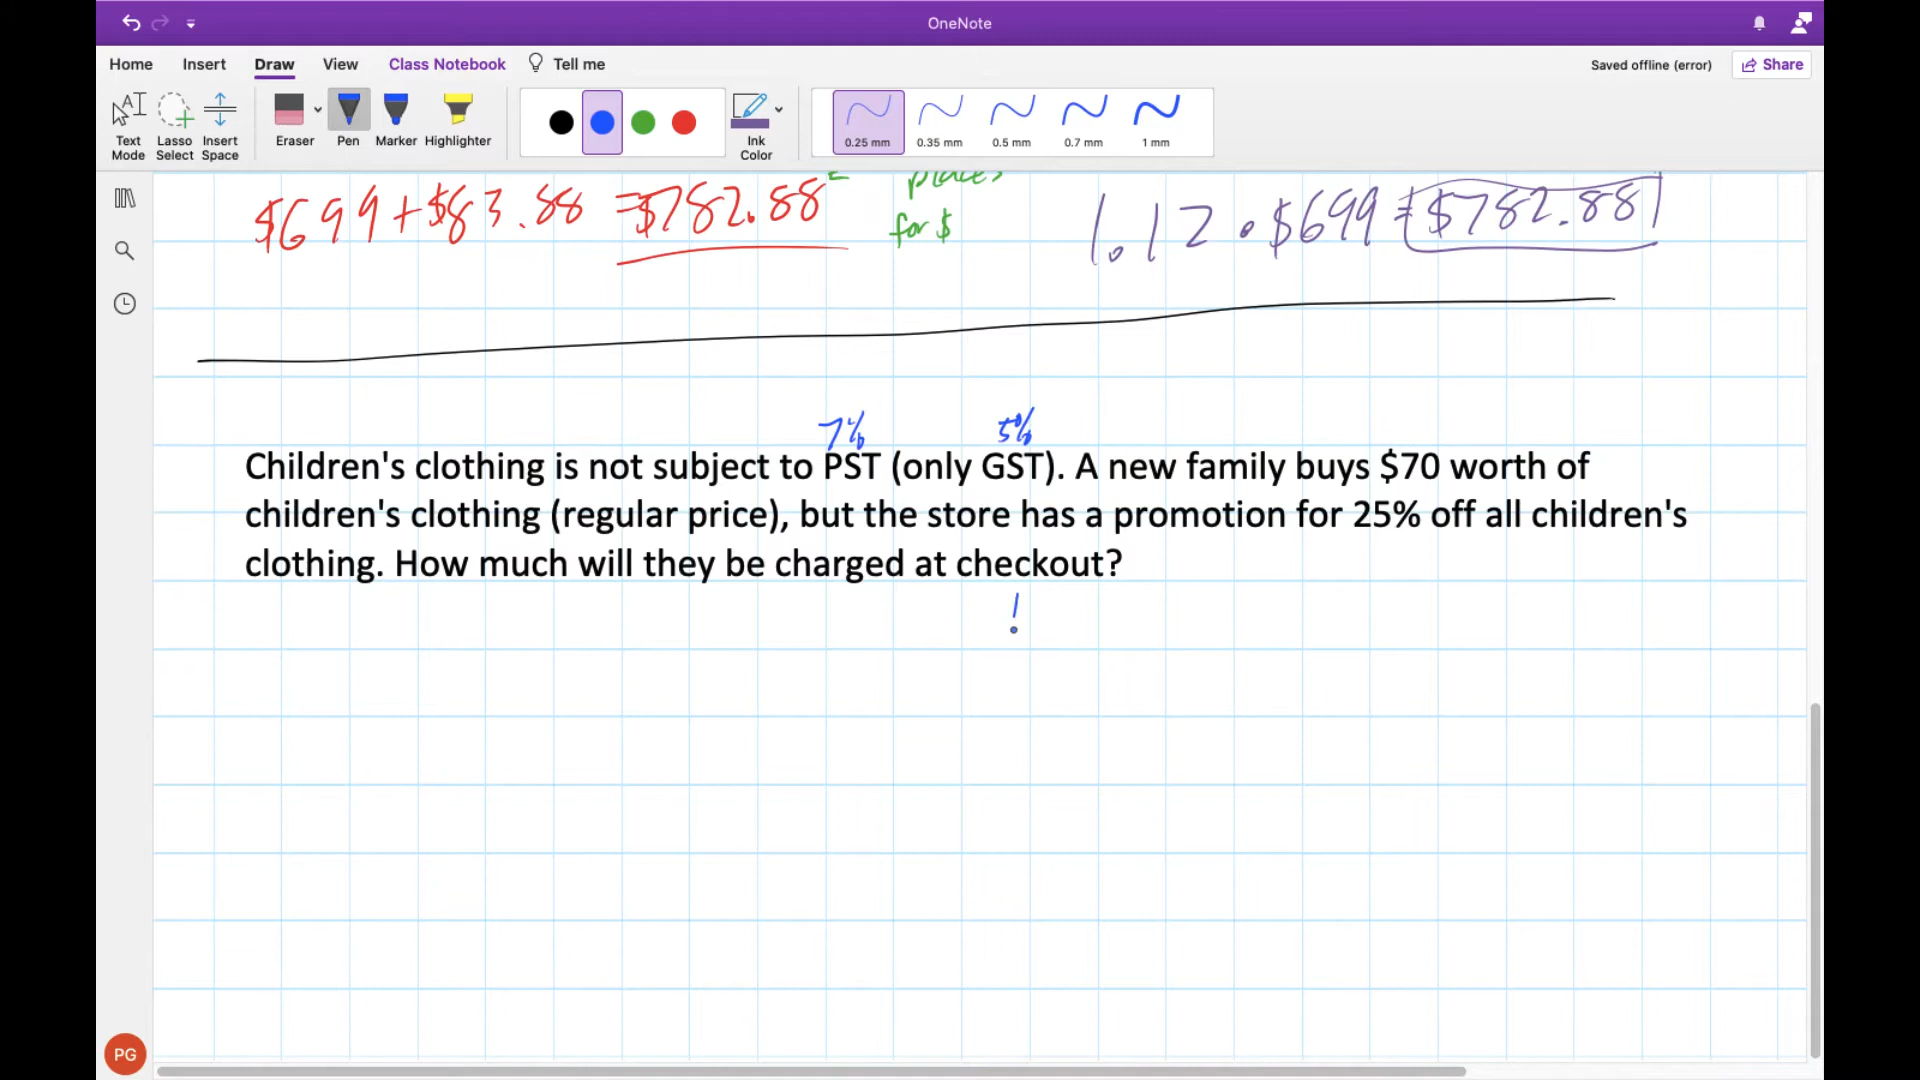 OneNote
Home Insert Draw View Class Notebook Tell me
Saved offline (error) Share
Text Mode
Lasso Select
Insert Space
Eraser
Pen
Marker
Highlighter
Ink Color
0.25 mm
0.35 mm
0.5 mm
0.7 mm
1 mm
$699 + $83.88 = $782.88
places
for $
1.12 • $699 = $782.88
7% 5%
Children's clothing is not subject to PST (only GST). A new family buys $70 worth of
children's clothing (regular price), but the store has a promotion for 25% off all children's
clothing. How much will they be charged at checkout?
!
PG